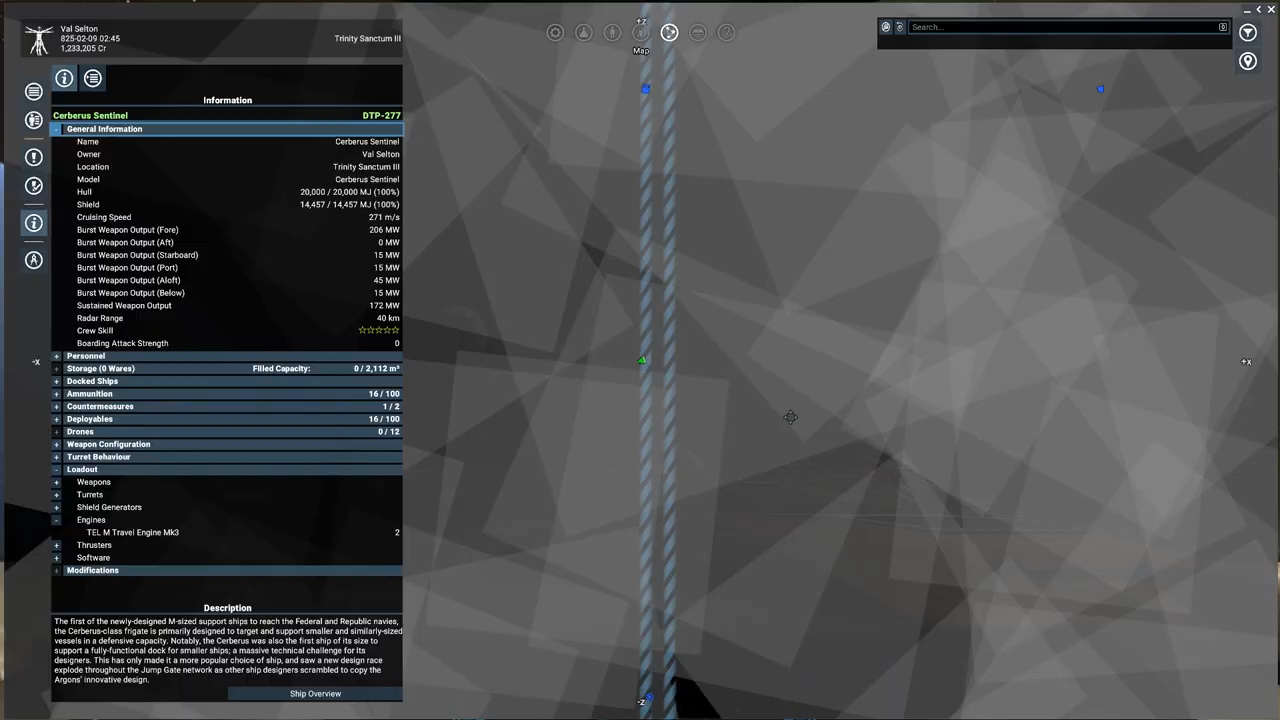 Val Selton
825-02-09 02:45
1,233,205 Cr
Trinity Sanctum III
+Z
Map
Search...
Information
Cerberus Sentinel DTP-277
- General Information
Name Cerberus Sentinel
Owner Val Selton
Location Trinity Sanctum III
Model Cerberus Sentinel
Hull 20,000 / 20,000 MJ (100%)
Shield 14,457 / 14,457 MJ (100%)
Cruising Speed 271 m/s
Burst Weapon Output (Fore) 206 MW
Burst Weapon Output (Aft) 0 MW
Burst Weapon Output (Starboard) 15 MW
Burst Weapon Output (Port) 15 MW
Burst Weapon Output (Aloft) 45 MW
Burst Weapon Output (Below) 15 MW
Sustained Weapon Output 172 MW
Radar Range 40 km
Crew Skill ☆☆☆☆☆
Boarding Attack Strength 0
+ Personnel
+ Storage (0 Wares) Filled Capacity: 0 / 2,112 m³
+ Docked Ships
+ Ammunition 16 / 100
+ Countermeasures 1 / 2
+ Deployables 16 / 100
+ Drones 0 / 12
+ Weapon Configuration
+ Turret Behaviour
- Loadout
+ Weapons
+ Turrets
+ Shield Generators
- Engines
TEL M Travel Engine Mk3 2
+ Thrusters
+ Software
+ Modifications
Description
The first of the newly-designed M-sized support ships to reach the Federal and Republic navies,
the Cerberus-class frigate is primarily designed to target and support smaller and similarly-sized
vessels in a defensive capacity. Notably, the Cerberus was also the first ship of its size to
support a fully-functional dock for smaller ships; a massive technical challenge for its
designers. This has only made it a more popular choice of ship, and saw a new design race
explode throughout the Jump Gate network as other ship designers scrambled to copy the
Argons' innovative design.
Ship Overview
-X
+X
-Z